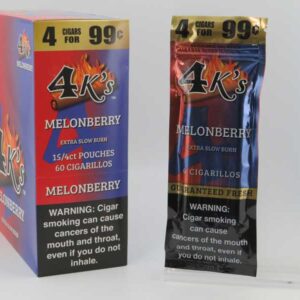 4 CIGARS FOR 99¢
4K's
MELONBERRY
EXTRA SLOW BURN
15/4ct POUCHES
60 CIGARILLOS
MELONBERRY
WARNING: Cigar
smoking can cause
cancers of the
mouth and throat,
even if you do not
inhale.
MELONBERRY
4 CIGARS FOR 99¢
4K's
MELONBERRY
EXTRA SLOW BURN
4 CIGARILLOS
GUARANTEED FRESH
WARNING: Cigar
smoking can cause
cancers of the
mouth and throat,
even if you do not
inhale.